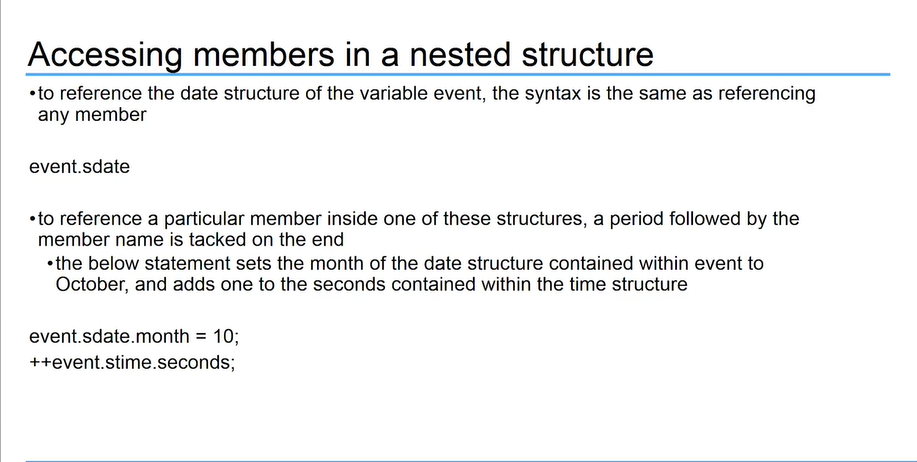 Accessing members in a nested structure
•to reference the date structure of the variable event, the syntax is the same as referencing
any member
event.sdate
•to reference a particular member inside one of these structures, a period followed by the
member name is tacked on the end
•the below statement sets the month of the date structure contained within event to
October, and adds one to the seconds contained within the time structure
event.sdate.month = 10;
++event.stime.seconds;